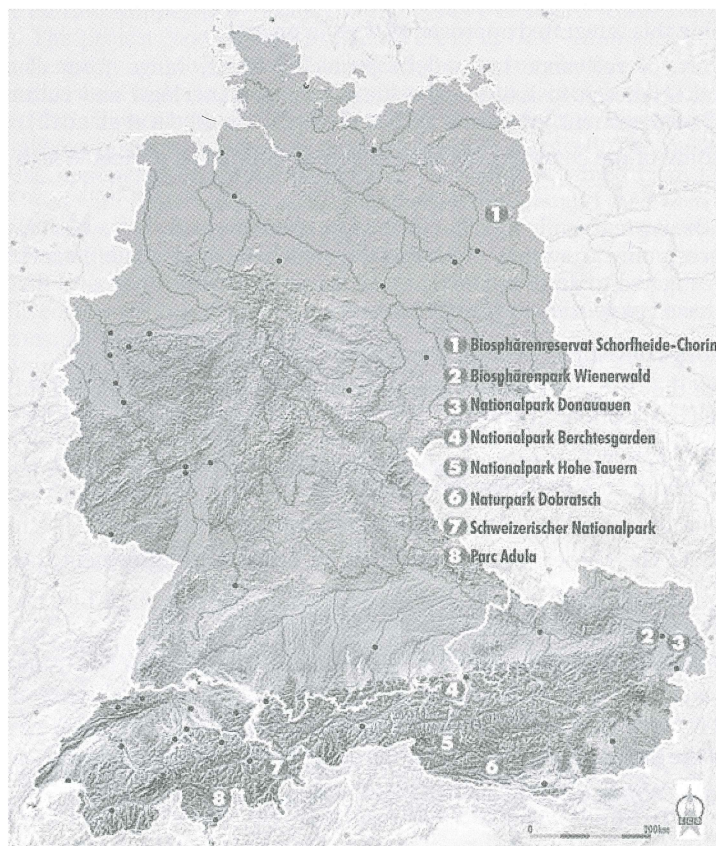 1
1 Biosphärenreservat Schorfheide-Chorin
2 Biosphärenpark Wienerwald
3 Nationalpark Donauauen
4 Nationalpark Berchtesgarden
5 Nationalpark Hohe Tauern
6 Naturpark Dobratsch
7 Schweizerischer Nationalpark
8 Parc Adula
2 3
4
5
7 6
8
0 200km